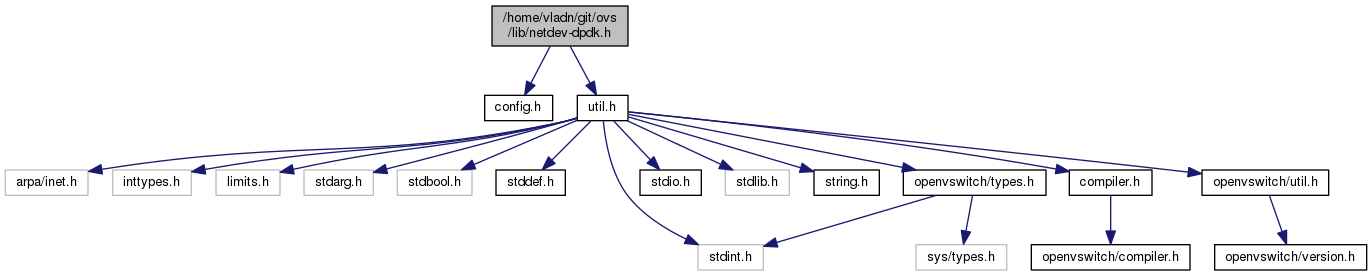 /home/vladn/git/ovs
/lib/netdev-dpdk.h
config.h
util.h
arpa/inet.h
inttypes.h
limits.h
stdarg.h
stdbool.h
stddef.h
stdio.h
stdlib.h
string.h
openvswitch/types.h
compiler.h
openvswitch/util.h
stdint.h
sys/types.h
openvswitch/compiler.h
openvswitch/version.h